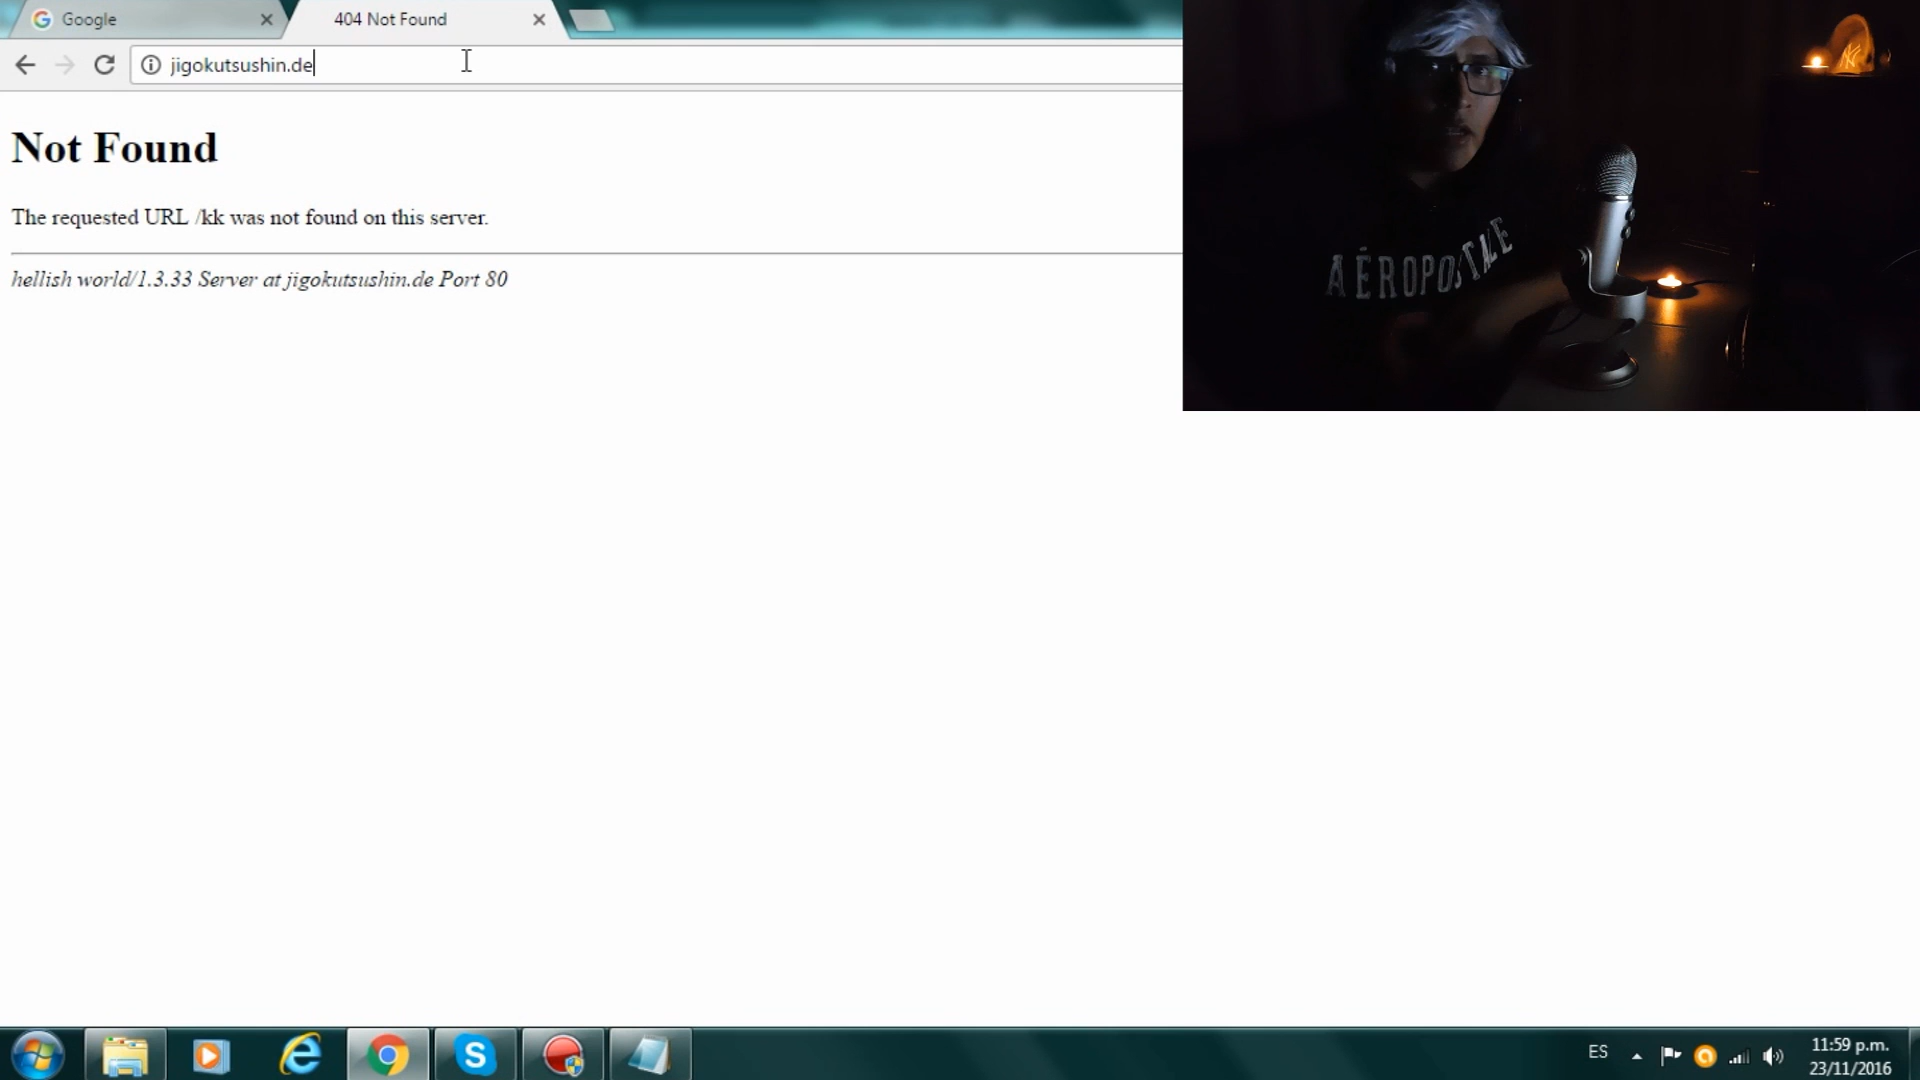 Google
404 Not Found
jigokutsushin.de
Not Found
The requested URL /kk was not found on this server.
hellish world/1.3.33 Server at jigokutsushin.de Port 80
AÉROPOSTALE
NY
ES
11:59 p.m.
23/11/2016